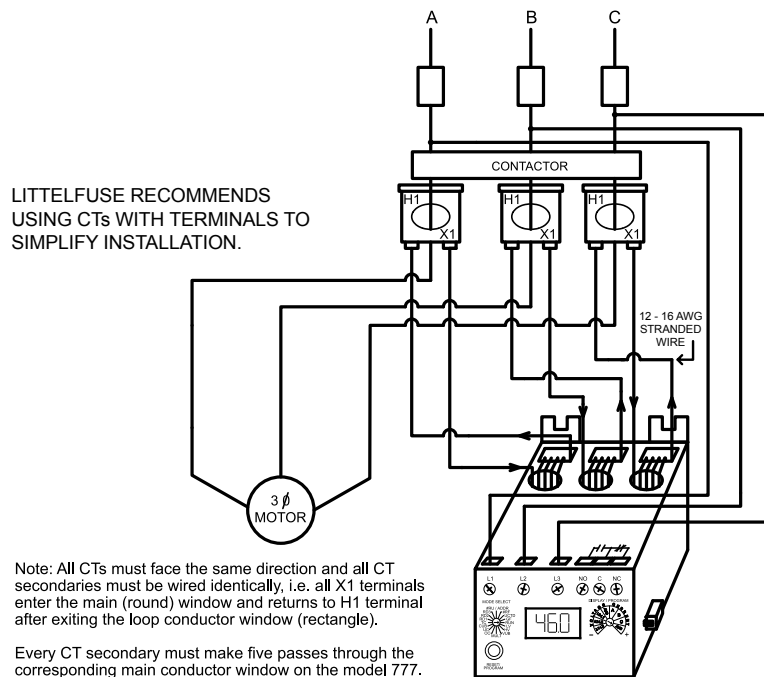 A B C
CONTACTOR
LITTELFUSE RECOMMENDS
USING CTs WITH TERMINALS TO
SIMPLIFY INSTALLATION.
H1 H1 H1
X1 X1 X1
12 - 16 AWG
STRANDED
WIRE
3 ϕ
MOTOR
Note: All CTs must face the same direction and all CT
secondaries must be wired identically, i.e. all X1 terminals
enter the main (round) window and returns to H1 terminal
after exiting the loop conductor window (rectangle).
Every CT secondary must make five passes through the
corresponding main conductor window on the model 777.
L1 L2 L3 NO C NC
MODE SELECT
DISPLAY / PROGRAM
46.0
RESET/
PROGRAM
- +